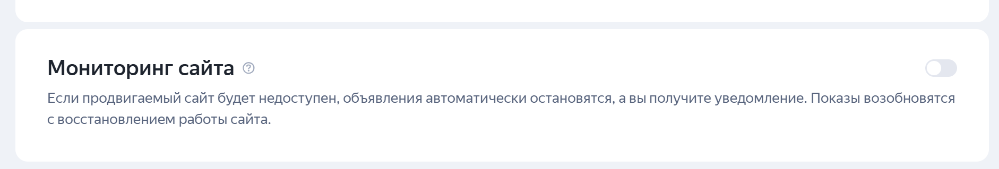 Мониторинг сайта
Если продвигаемый сайт будет недоступен, объявления автоматически остановятся, а вы получите уведомление. Показы возобновятся
с восстановлением работы сайта.